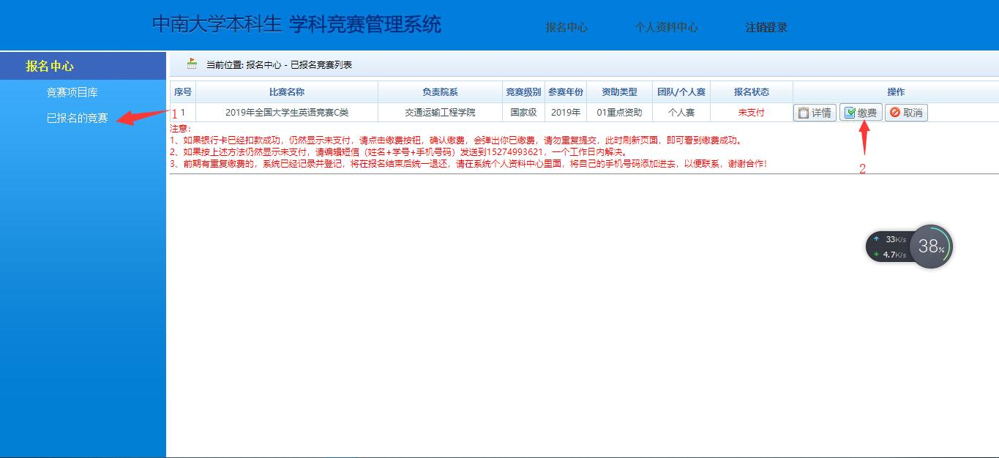 中南大学本科生 学科竞赛管理系统
报名中心 个人资料中心 注销登录
报名中心
当前位置: 报名中心 - 已报名竞赛列表
竞赛项目库
已报名的竞赛
序号 比赛名称 负责院系 竞赛级别 参赛年份 资助类型 团队/个人赛 报名状态 操作
1 1 2019年全国大学生英语竞赛C类 交通运输工程学院 国家级 2019年 01重点资助 个人赛 未支付 详情 缴费 取消
注意：
1、如果银行卡已经扣款成功，仍然显示未支付，请点击缴费按钮，确认缴费，会弹出你已缴费，请勿重复提交，此时刷新页面，即可看到缴费成功。
2、如果按上述方法仍然显示未支付，请编辑短信（姓名+学号+手机号码）发送到15274993621，一个工作日内解决。
3、前期有重复缴费的，系统已经记录并登记，将在报名结束后统一退还，请在系统个人资料中心里面，将自己的手机号码添加进去，以便联系，谢谢合作！
2
33K/s
4.7K/s
38%